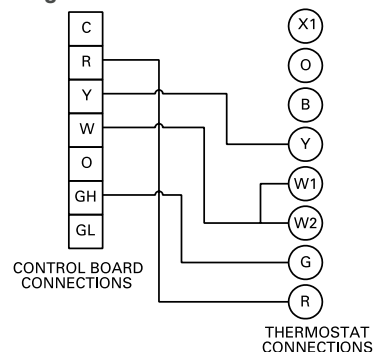 C
R
Y
W
O
GH
GL
CONTROL BOARD
CONNECTIONS
X1
O
B
Y
W1
W2
G
R
THERMOSTAT
CONNECTIONS